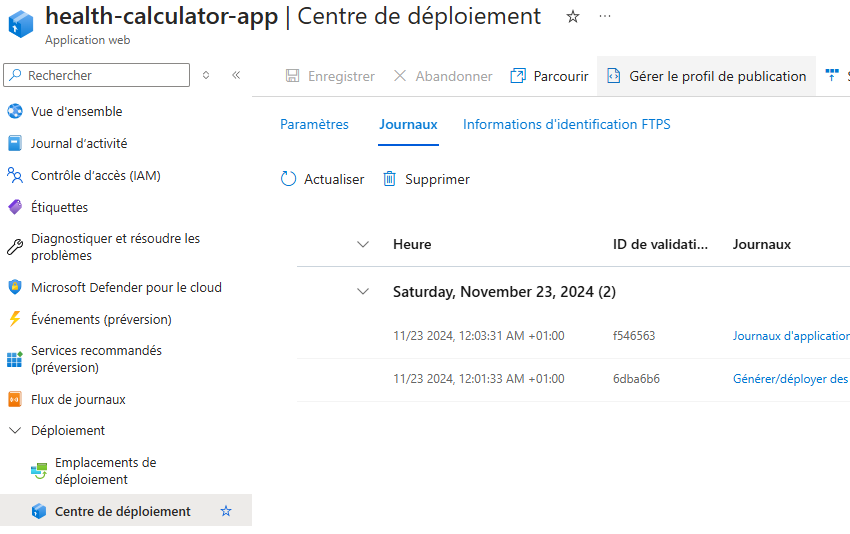 health-calculator-app | Centre de déploiement
Application web
Rechercher
Enregistrer
Abandonner
Parcourir
Gérer le profil de publication
Vue d'ensemble
Journal d'activité
Contrôle d'accès (IAM)
Étiquettes
Diagnostiquer et résoudre les
problèmes
Microsoft Defender pour le cloud
Événements (préversion)
Services recommandés
(préversion)
Flux de journaux
Déploiement
Emplacements de
déploiement
Centre de déploiement
Paramètres
Journaux
Informations d'identification FTPS
Actualiser
Supprimer
Heure
ID de validati...
Journaux
Saturday, November 23, 2024 (2)
11/23 2024, 12:03:31 AM +01:00
f546563
Journaux d'application
11/23 2024, 12:01:33 AM +01:00
6dba6b6
Générer/déployer des